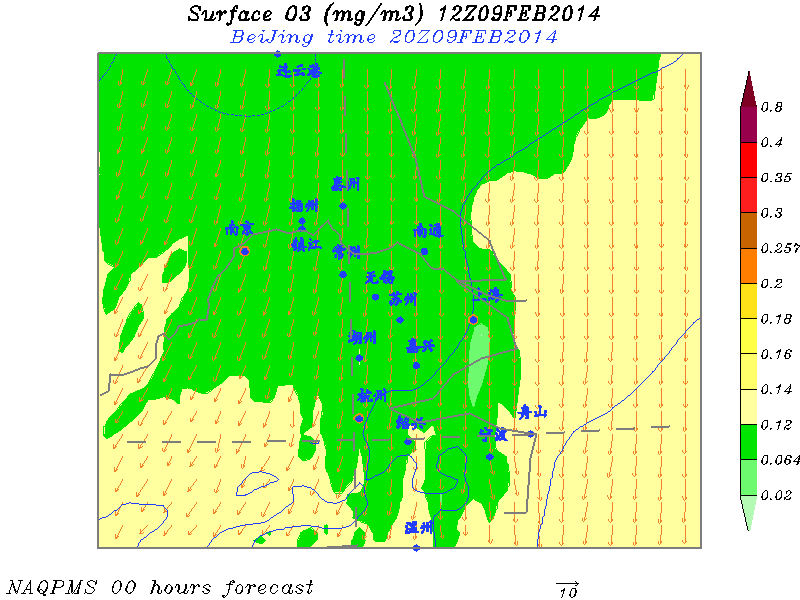 Surface O3 (mg/m3) 12Z09FEB2014
BeiJing time 20Z09FEB2014
连云港
泰州
扬州
南京
镇江
常州
南通
无锡
苏州
上海
湖州
嘉兴
杭州
绍兴
舟山
宁波
温州
0.8
0.4
0.35
0.3
0.257
0.2
0.18
0.16
0.14
0.12
0.064
0.02
NAQPMS 00 hours forecast
10